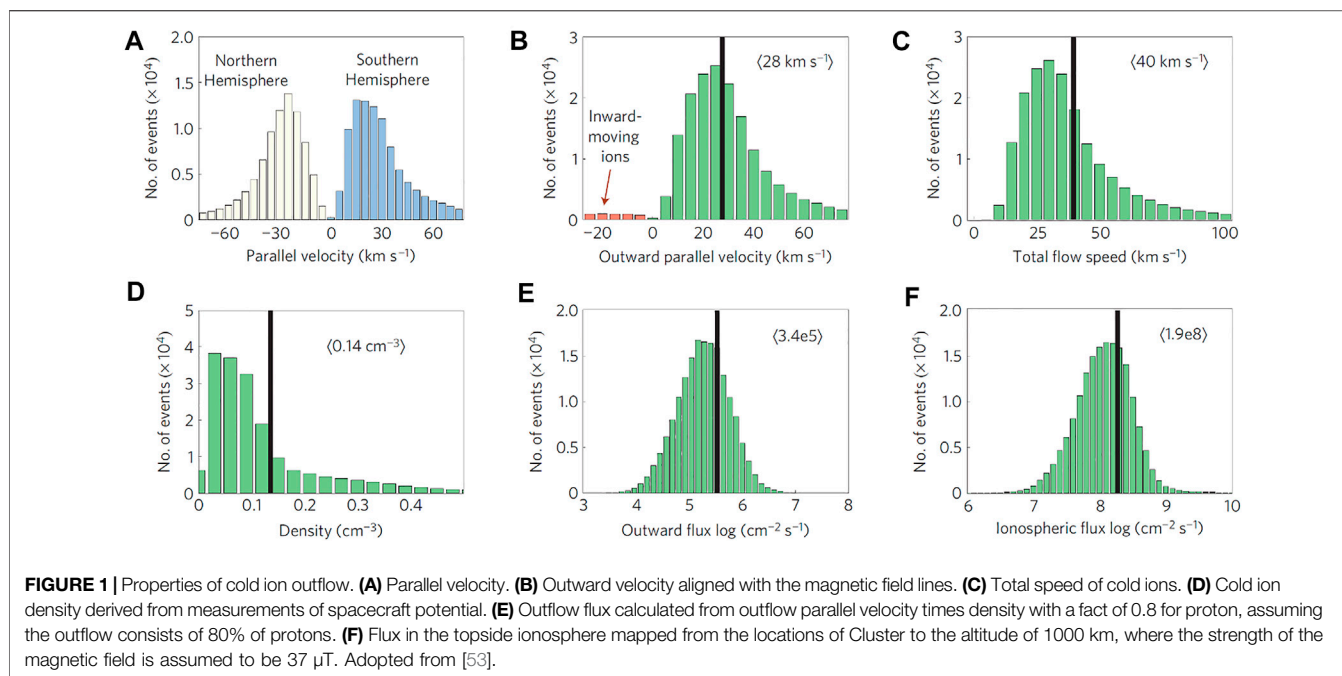 A
2.0
1.5
1.0
0.5
0
No. of events (×10⁴)
Northern
Hemisphere
Southern
Hemisphere
−60 −30 0 30 60
Parallel velocity (km s⁻¹)
B
3
2
1
0
No. of events (×10⁴)
⟨28 km s⁻¹⟩
Inward-
moving
ions
−20 0 20 40 60
Outward parallel velocity (km s⁻¹)
C
3
2
1
0
No. of events (×10⁴)
⟨40 km s⁻¹⟩
0 25 50 75 100
Total flow speed (km s⁻¹)
D
5
4
3
2
1
0
No. of events (×10⁴)
⟨0.14 cm⁻³⟩
0 0.1 0.2 0.3 0.4
Density (cm⁻³)
E
2.0
1.5
1.0
0.5
0
No. of events (×10⁴)
⟨3.4e5⟩
3 4 5 6 7 8
Outward flux log (cm⁻² s⁻¹)
F
2.0
1.5
1.0
0.5
0
No. of events (×10⁴)
⟨1.9e8⟩
6 7 8 9 10
Ionospheric flux log (cm⁻² s⁻¹)
FIGURE 1 | Properties of cold ion outflow. (A) Parallel velocity. (B) Outward velocity aligned with the magnetic field lines. (C) Total speed of cold ions. (D) Cold ion
density derived from measurements of spacecraft potential. (E) Outflow flux calculated from outflow parallel velocity times density with a fact of 0.8 for proton, assuming
the outflow consists of 80% of protons. (F) Flux in the topside ionosphere mapped from the locations of Cluster to the altitude of 1000 km, where the strength of the
magnetic field is assumed to be 37 μT. Adopted from [53].